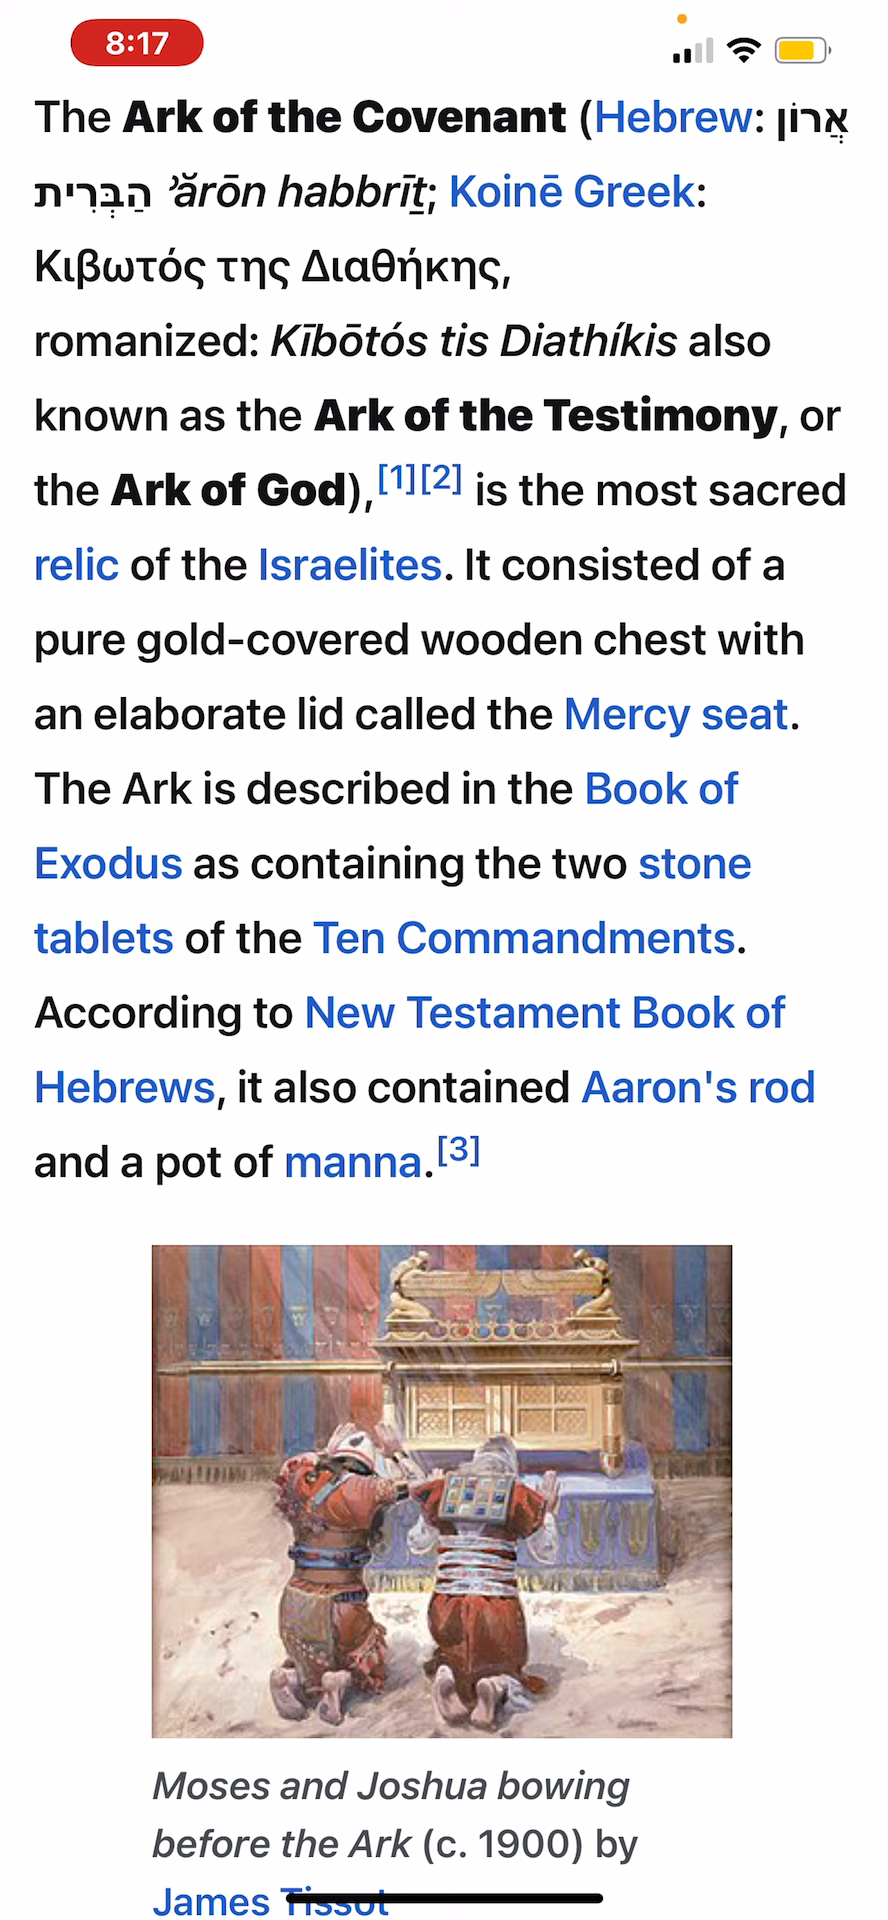 8:17
The Ark of the Covenant (Hebrew: אֲרוֹן
הַבְּרִית ʾărōn habbrīṯ; Koinē Greek:
Κιβωτός της Διαθήκης,
romanized: Kībōtós tis Diathíkis also
known as the Ark of the Testimony, or
the Ark of God),[1][2] is the most sacred
relic of the Israelites. It consisted of a
pure gold-covered wooden chest with
an elaborate lid called the Mercy seat.
The Ark is described in the Book of
Exodus as containing the two stone
tablets of the Ten Commandments.
According to New Testament Book of
Hebrews, it also contained Aaron's rod
and a pot of manna.[3]
Moses and Joshua bowing
before the Ark (c. 1900) by
James Tissot